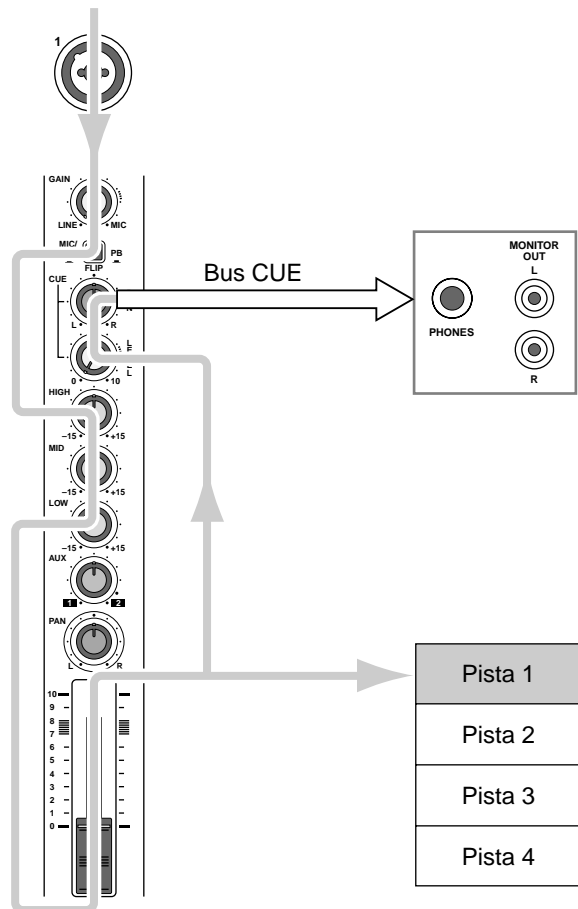 1
GAIN
LINE MIC
MIC/ PB
FLIP
CUE
L R
0 10
HIGH
–15 +15
MID
–15 +15
LOW
–15 +15
AUX
1 2
PAN
L R
10
9
8
7
6
5
4
3
2
1
0
Bus CUE
MONITOR
OUT
L
PHONES
R
Pista 1
Pista 2
Pista 3
Pista 4